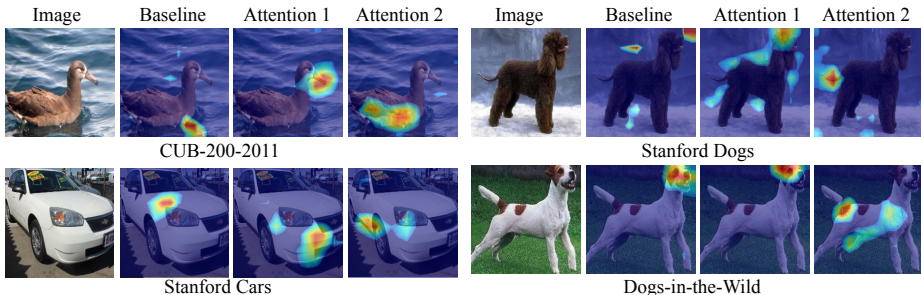 Image Baseline Attention 1 Attention 2 Image Baseline Attention 1 Attention 2
CUB-200-2011 Stanford Dogs
Stanford Cars Dogs-in-the-Wild